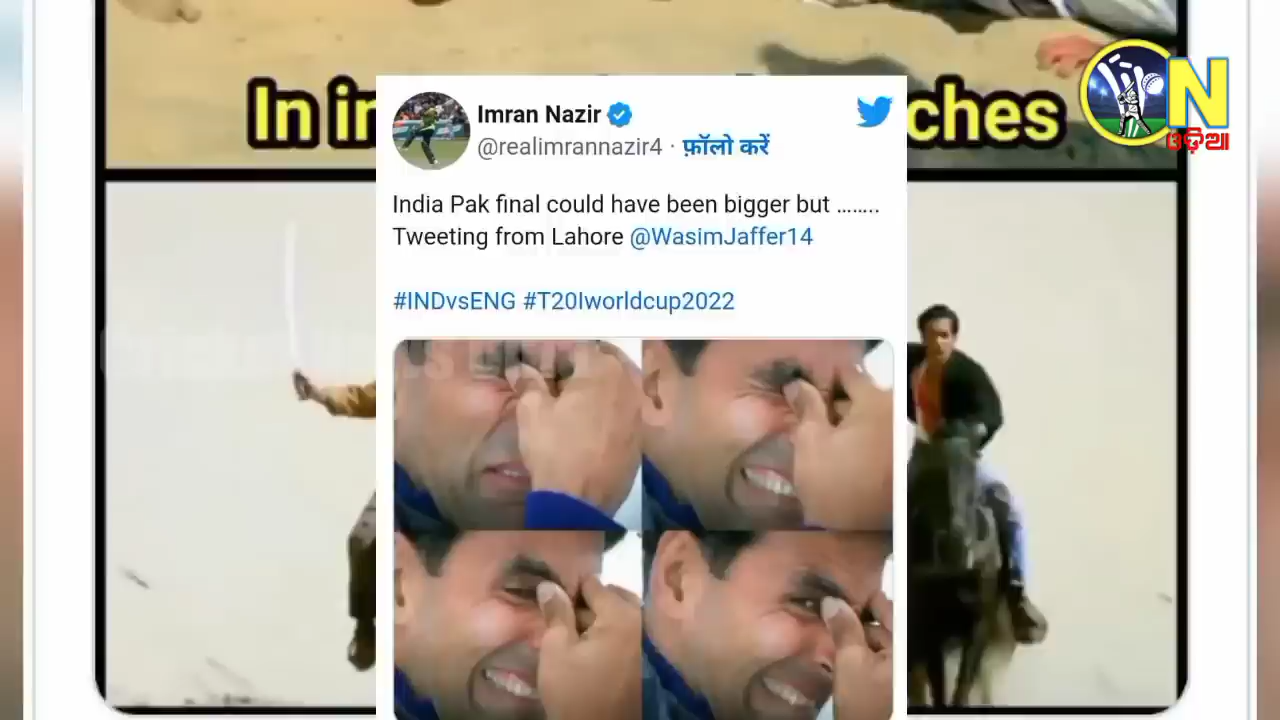 In in
ches
N
ଓଡ଼ିଆ
Imran Nazir
@realimrannazir4 · फ़ॉलो करें
India Pak final could have been bigger but ........
Tweeting from Lahore @WasimJaffer14
#INDvsENG #T20Iworldcup2022